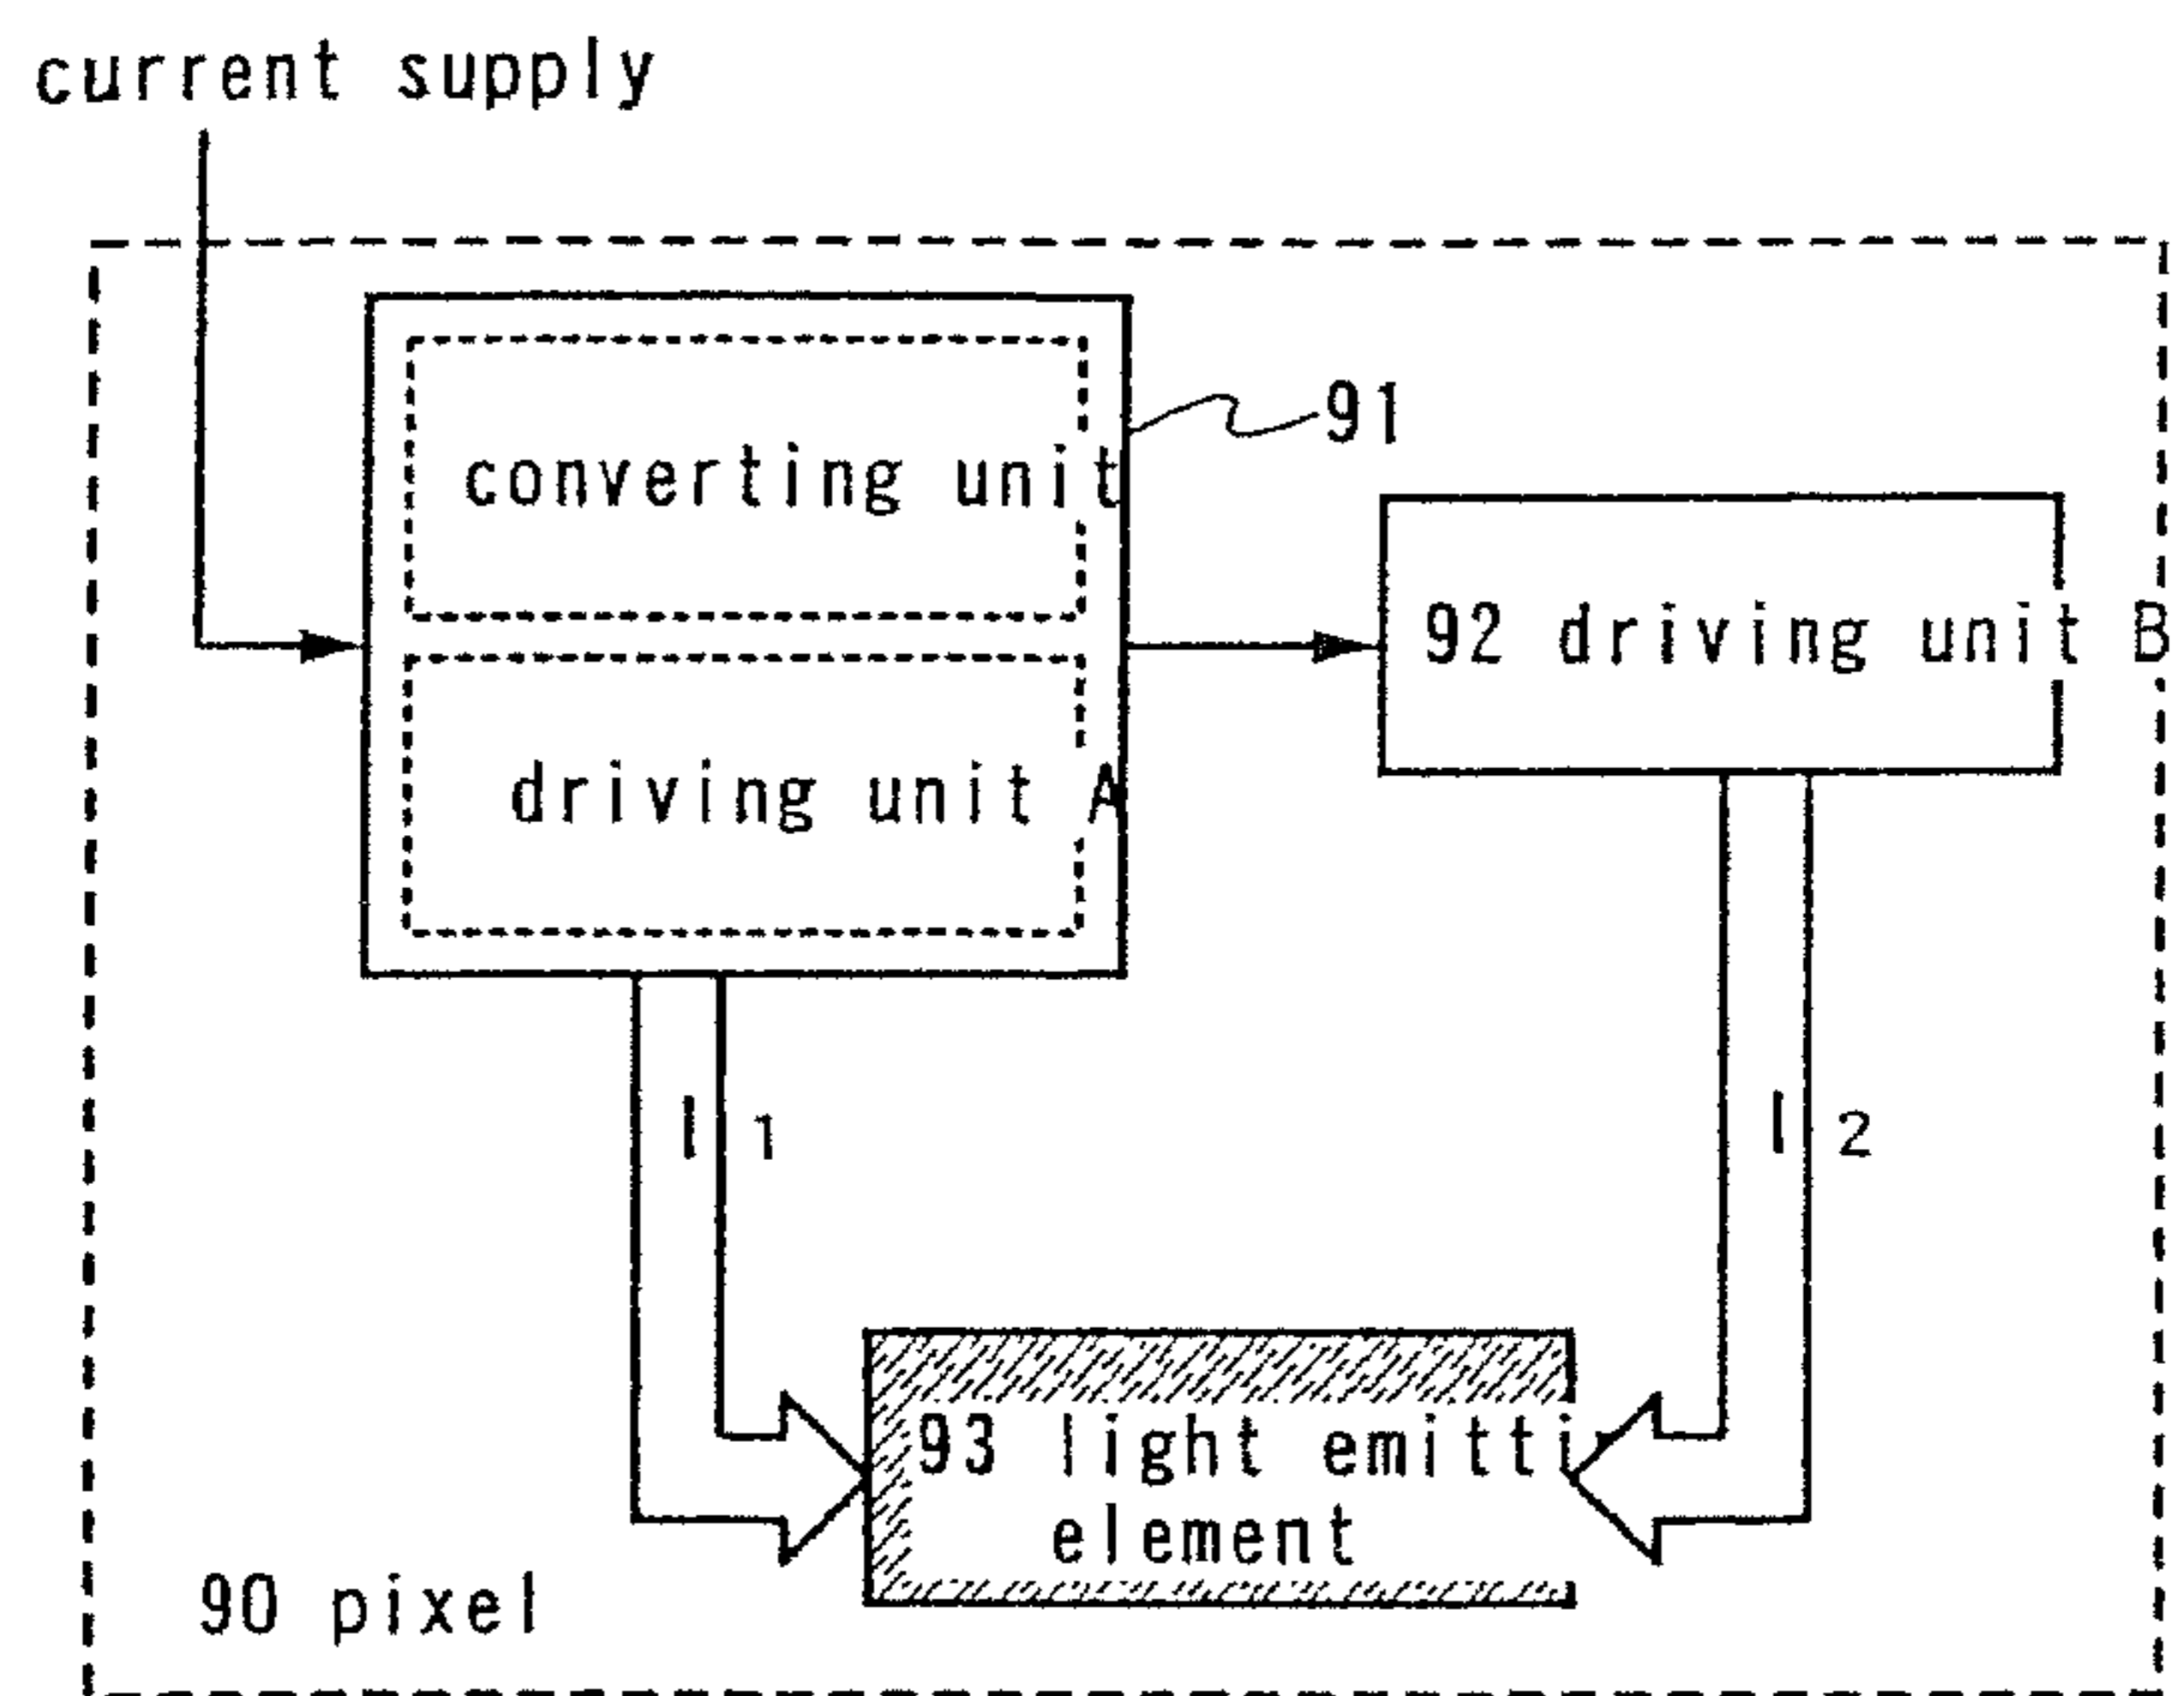 current supply
converting unit
91
92 driving unit B
driving unit A
I 1
I 2
93 light emitti
element
90 pixel